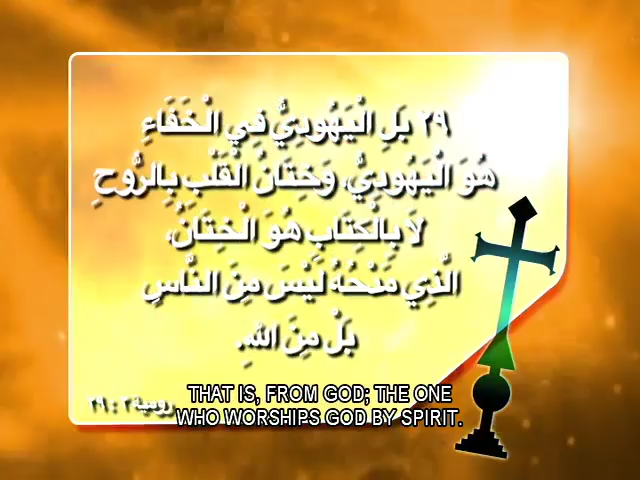 ٢٩ بَلِ الْيَهُودِيُّ فِي الْخَفَاءِ
هُوَ الْيَهُودِيُّ، وَخِتَانُ الْقَلْبِ بِالرُّوحِ
لاَ بِالْكِتَابِ هُوَ الْخِتَانُ،
الَّذِي مَدْحُهُ لَيْسَ مِنَ النَّاسِ
بَلْ مِنَ اللهِ.
رومية ٢ : ٢٩
THAT IS, FROM GOD; THE ONE
WHO WORSHIPS GOD BY SPIRIT.